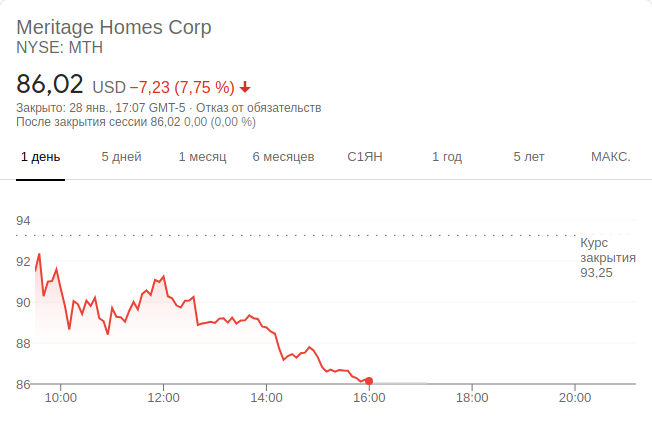 Meritage Homes Corp
NYSE: MTH
86,02 USD −7,23 (7,75 %)
Закрыто: 28 янв., 17:07 GMT-5 · Отказ от обязательств
После закрытия сессии 86,02 0,00 (0,00 %)
1 день 5 дней 1 месяц 6 месяцев С1ЯН 1 год 5 лет МАКС.
94
Курс
закрытия
93,25
92
90
88
86
10:00 12:00 14:00 16:00 18:00 20:00